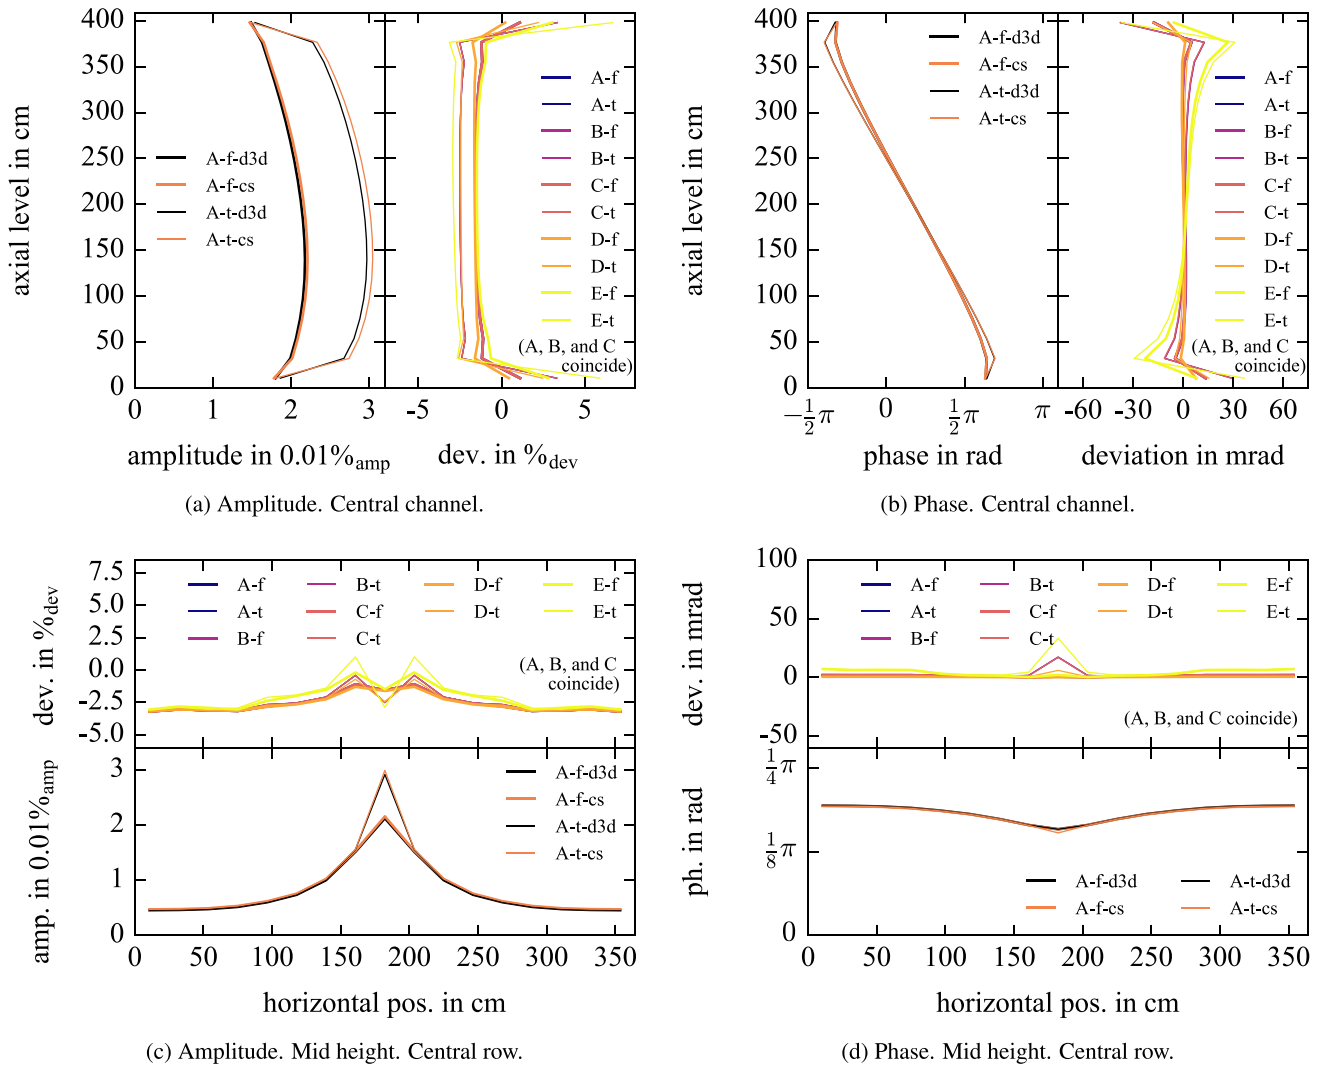 400
350
300
250
200
150
100
50
0
axial level in cm
A-f-d3d
A-f-cs
A-t-d3d
A-t-cs
A-f
A-t
B-f
B-t
C-f
C-t
D-f
D-t
E-f
E-t
(A, B, and C
coincide)
0 1 2 3 -5 0 5
amplitude in 0.01%amp dev. in %dev
(a) Amplitude. Central channel.
400
350
300
250
200
150
100
50
0
axial level in cm
A-f-d3d
A-f-cs
A-t-d3d
A-t-cs
A-f
A-t
B-f
B-t
C-f
C-t
D-f
D-t
E-f
E-t
(A, B, and C
coincide)
−½π 0 ½π π -60 -30 0 30 60
phase in rad deviation in mrad
(b) Phase. Central channel.
7.5
5.0
2.5
0.0
-2.5
-5.0
dev. in %dev
A-f B-t D-f E-f
A-t C-f D-t E-t
B-f C-t
(A, B, and C
coincide)
3
2
1
0
amp. in 0.01%amp
A-f-d3d
A-f-cs
A-t-d3d
A-t-cs
0 50 100 150 200 250 300 350
horizontal pos. in cm
(c) Amplitude. Mid height. Central row.
100
50
0
-50
dev. in mrad
A-f B-t D-f E-f
A-t C-f D-t E-t
B-f C-t
(A, B, and C coincide)
¼π
⅛π
0
ph. in rad
A-f-d3d A-t-d3d
A-f-cs A-t-cs
0 50 100 150 200 250 300 350
horizontal pos. in cm
(d) Phase. Mid height. Central row.